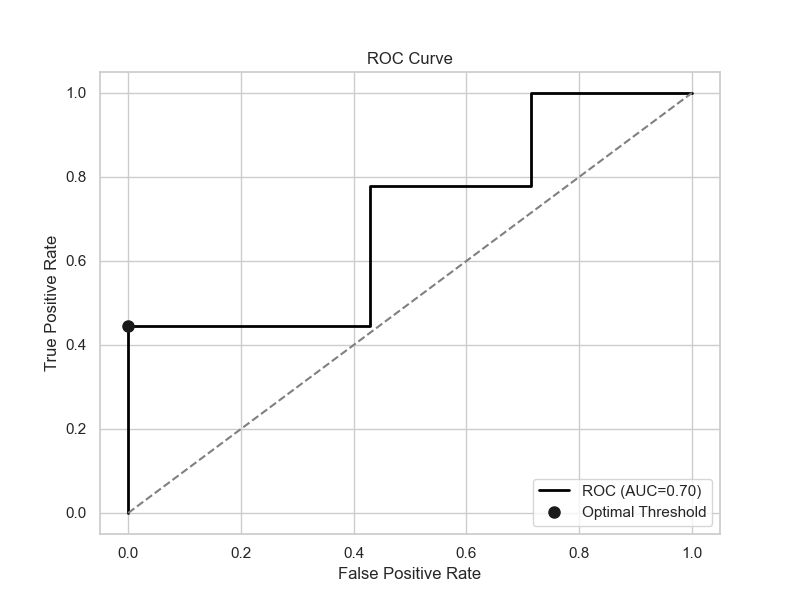 ROC Curve
1.0
0.8
0.6
0.4
0.2
0.0
True Positive Rate
0.0 0.2 0.4 0.6 0.8 1.0
False Positive Rate
ROC (AUC=0.70)
Optimal Threshold